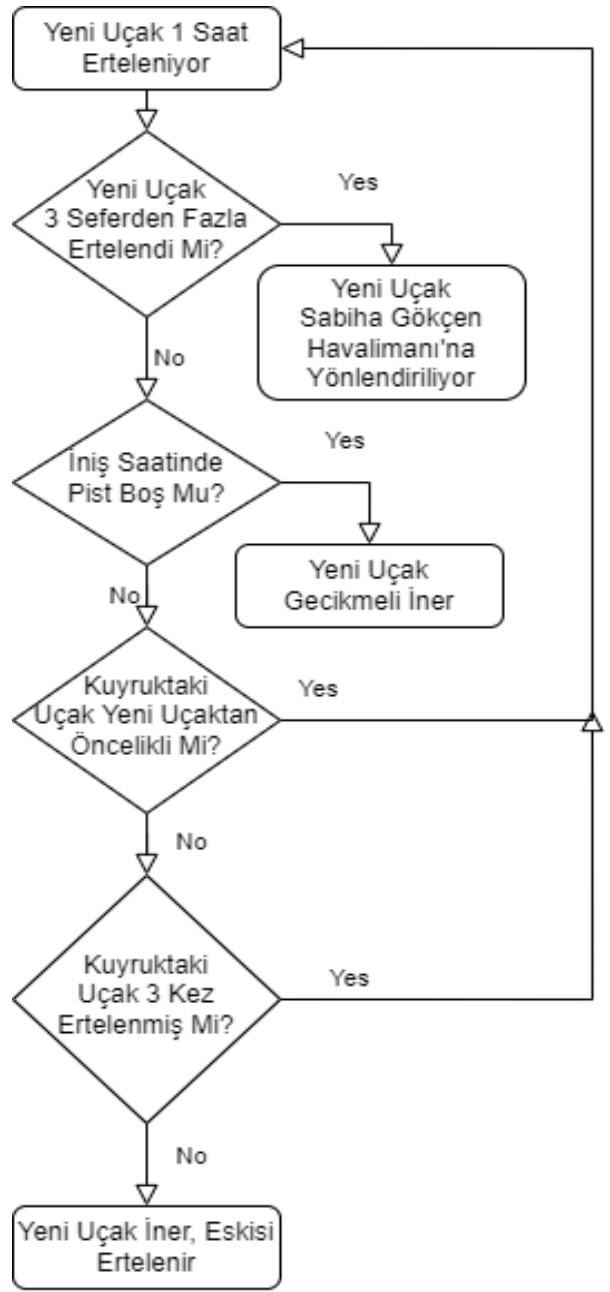 Yeni Uçak 1 Saat
Erteleniyor
Yeni Uçak
3 Seferden Fazla
Ertelendi Mi?
Yes
Yeni Uçak
Sabiha Gökçen
Havalimanı'na
Yönlendiriliyor
No
İniş Saatinde
Pist Boş Mu?
Yes
Yeni Uçak
Gecikmeli İner
No
Kuyruktaki
Uçak Yeni Uçaktan
Öncelikli Mi?
Yes
No
Kuyruktaki
Uçak 3 Kez
Ertelenmiş Mi?
Yes
No
Yeni Uçak İner, Eskisi
Ertelenir